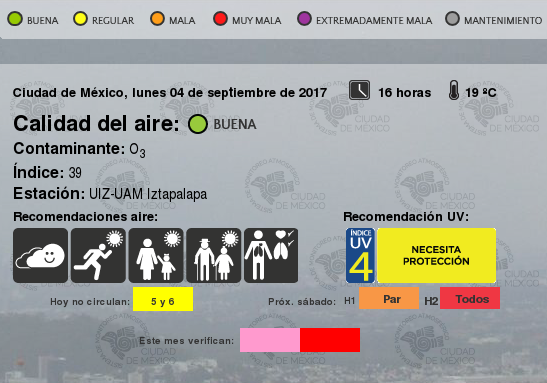 BUENA REGULAR MALA MUY MALA EXTREMADAMENTE MALA MANTENIMIENTO
Ciudad de México, lunes 04 de septiembre de 2017 16 horas 19 ºC
Calidad del aire: BUENA
Contaminante: O3
Índice: 39
Estación: UIZ-UAM Iztapalapa
Recomendaciones aire: Recomendación UV:
ÍNDICE UV 4 NECESITA PROTECCIÓN
Hoy no circulan: 5 y 6 Próx. sábado: H1 Par H2 Todos
Este mes verifican: